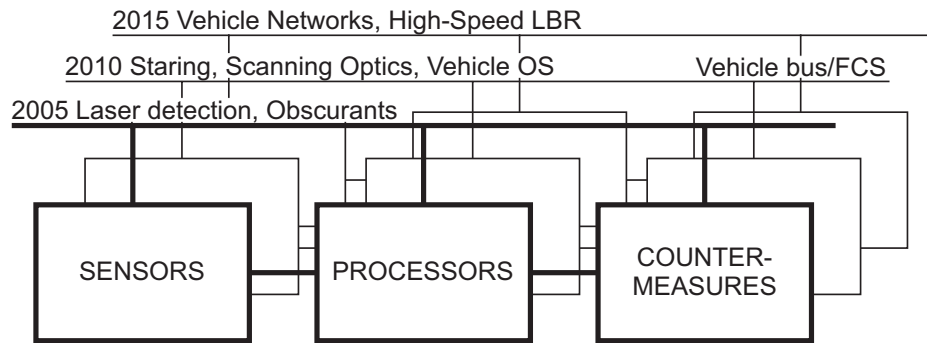 2015 Vehicle Networks, High-Speed LBR
2010 Staring, Scanning Optics, Vehicle OS
Vehicle bus/FCS
2005 Laser detection, Obscurants
SENSORS
PROCESSORS
COUNTER-
MEASURES